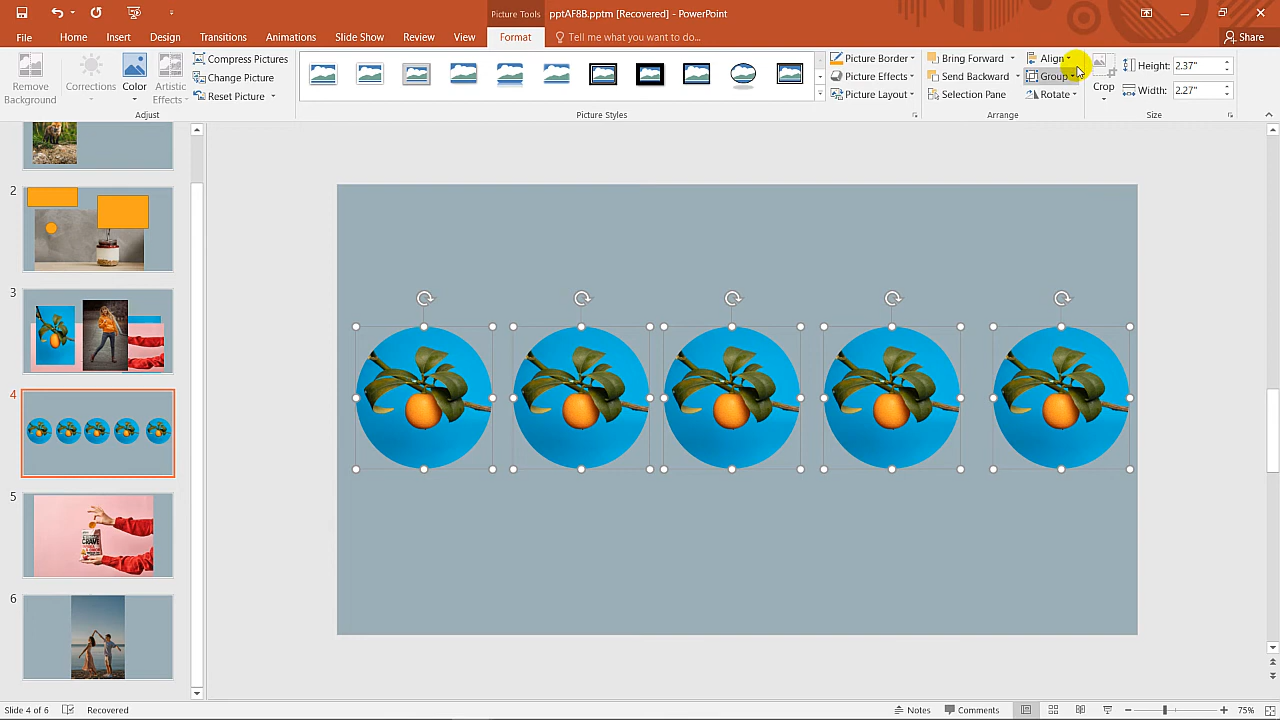 Picture Tools
pptAF8B.pptm [Recovered] - PowerPoint
File
Home
Insert
Design
Transitions
Animations
Slide Show
Review
View
Format
Tell me what you want to do...
Share
Remove Background
Corrections
Color
Artistic Effects
Compress Pictures
Change Picture
Reset Picture
Adjust
Picture Styles
Picture Border
Picture Effects
Picture Layout
Bring Forward
Send Backward
Selection Pane
Align
Group
Rotate
Arrange
Crop
Height: 2.37"
Width: 2.27"
Size
2
3
4
5
CRAVE
6
Slide 4 of 6
Recovered
Notes
Comments
75%